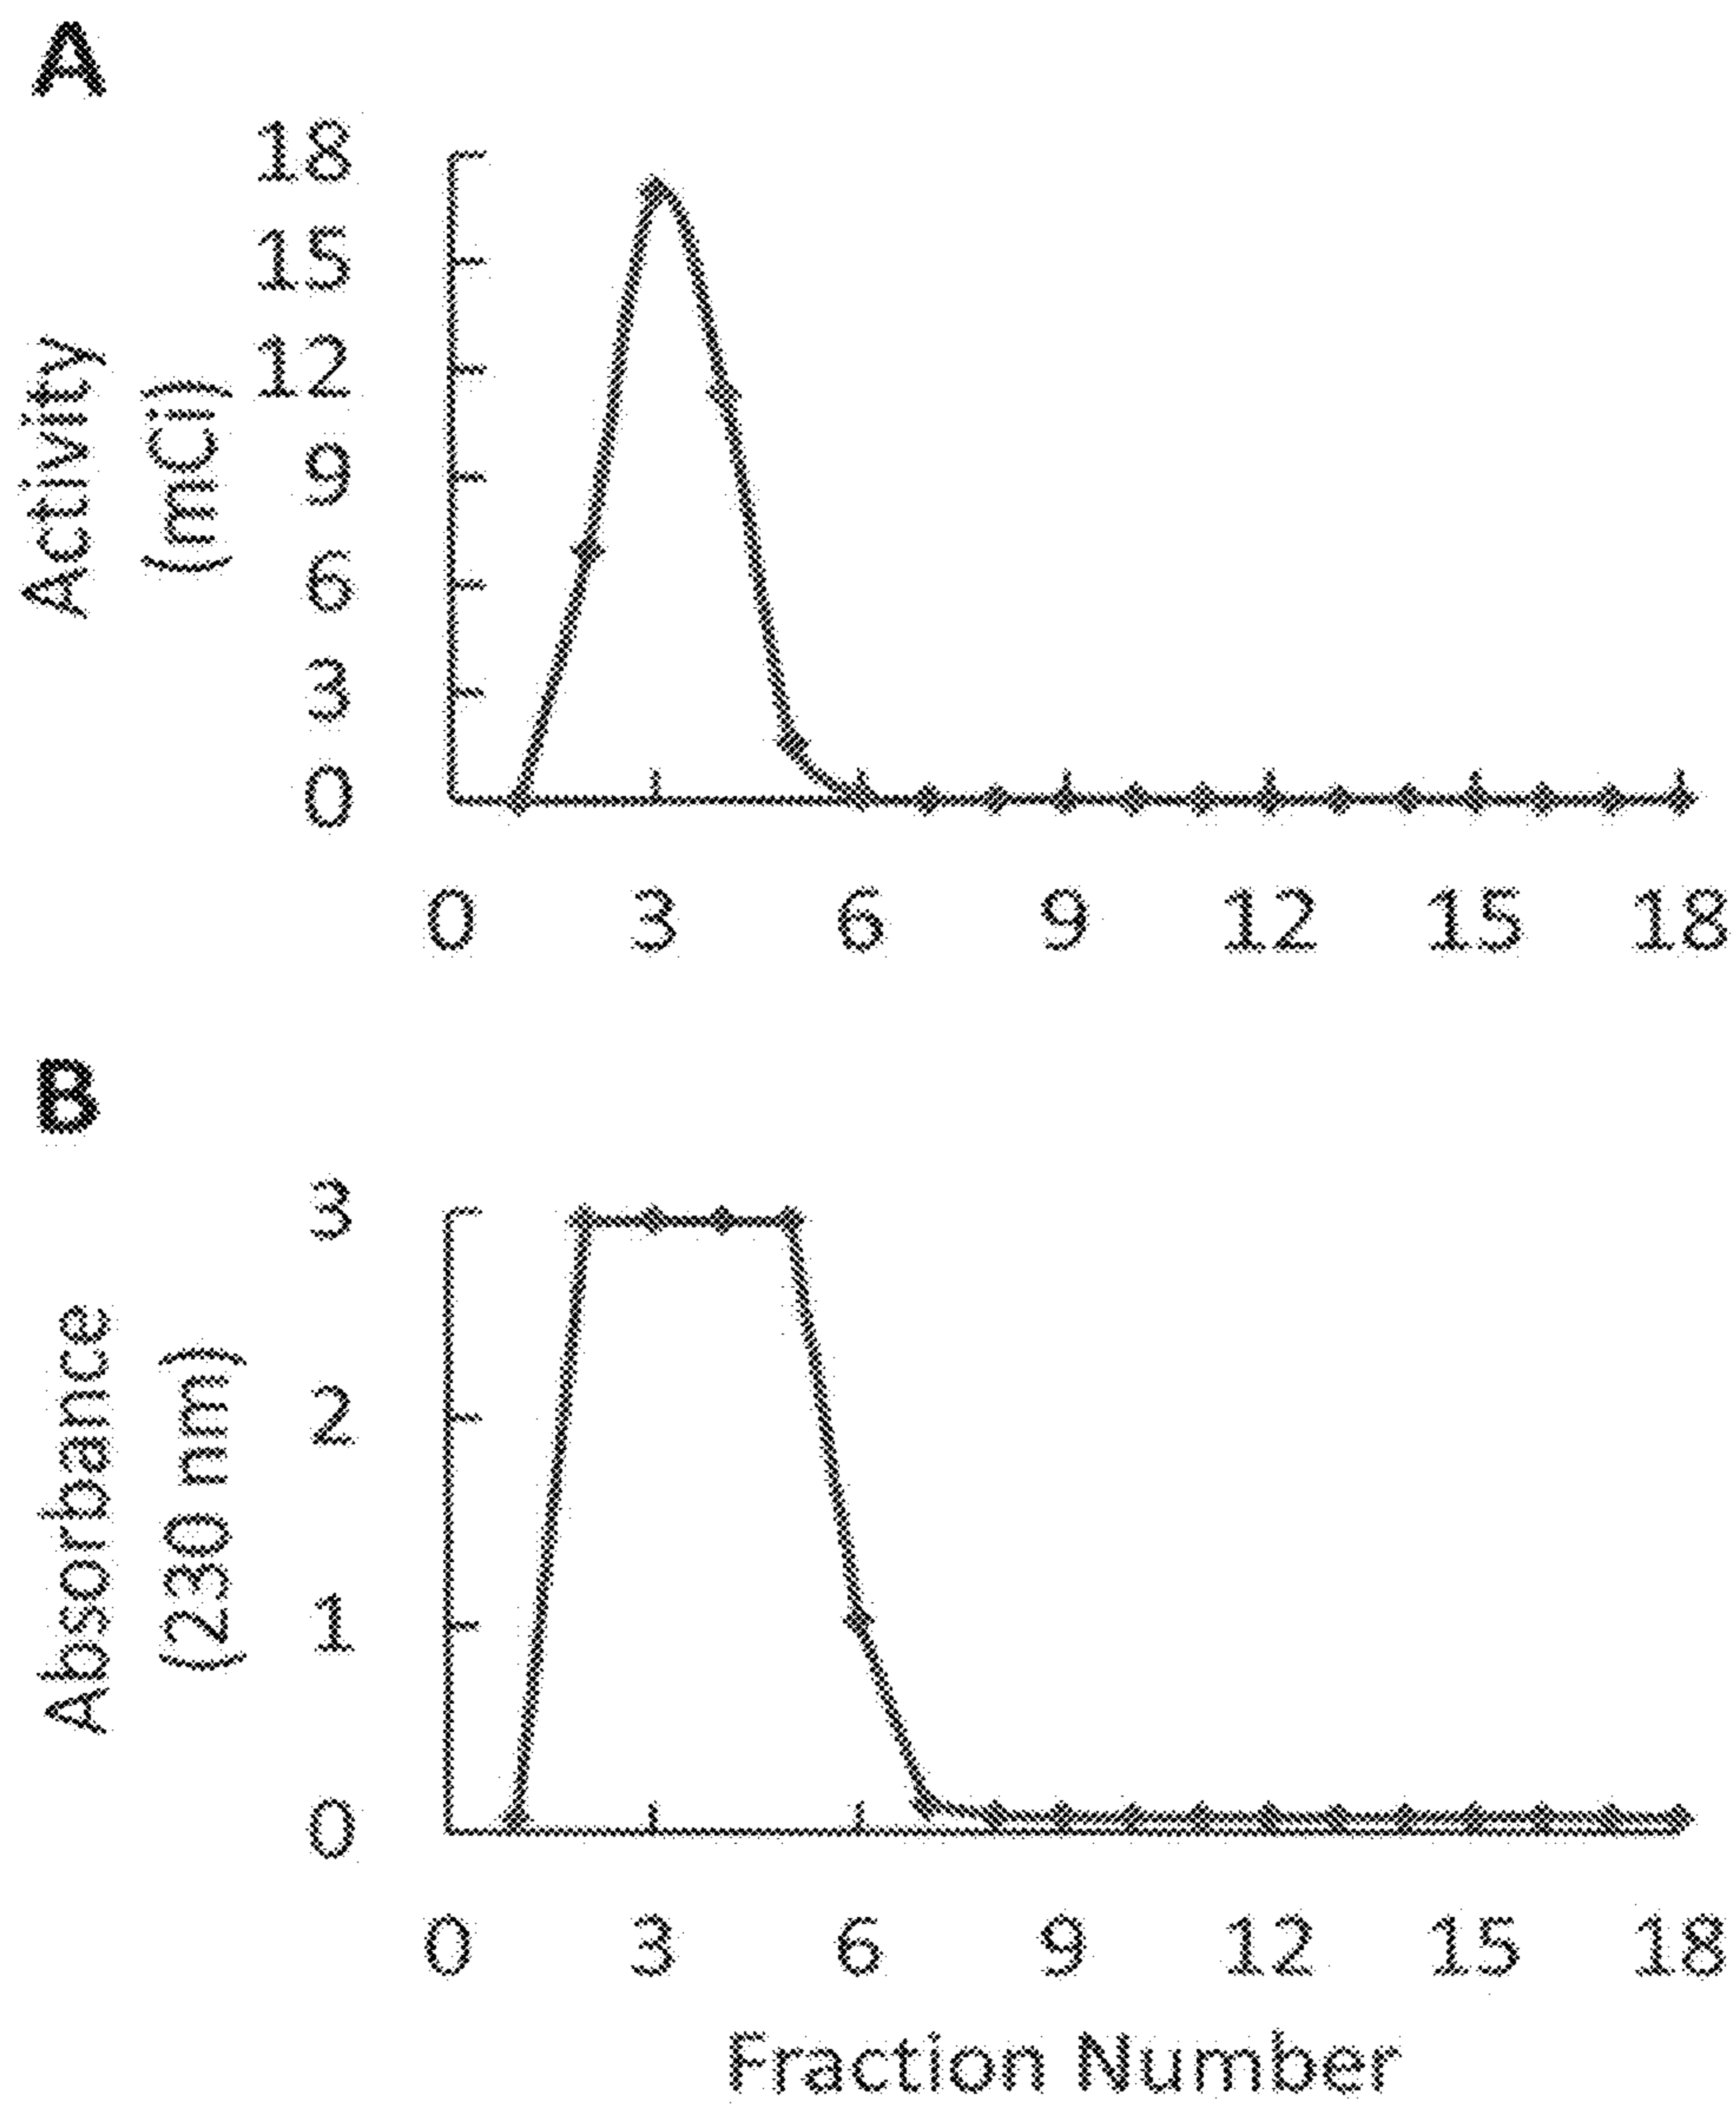 A
18
15
12
9
6
3
0
Activity
(mCi)
0 3 6 9 12 15 18
B
3
2
1
0
Absorbance
(230 nm)
0 3 6 9 12 15 18
Fraction Number